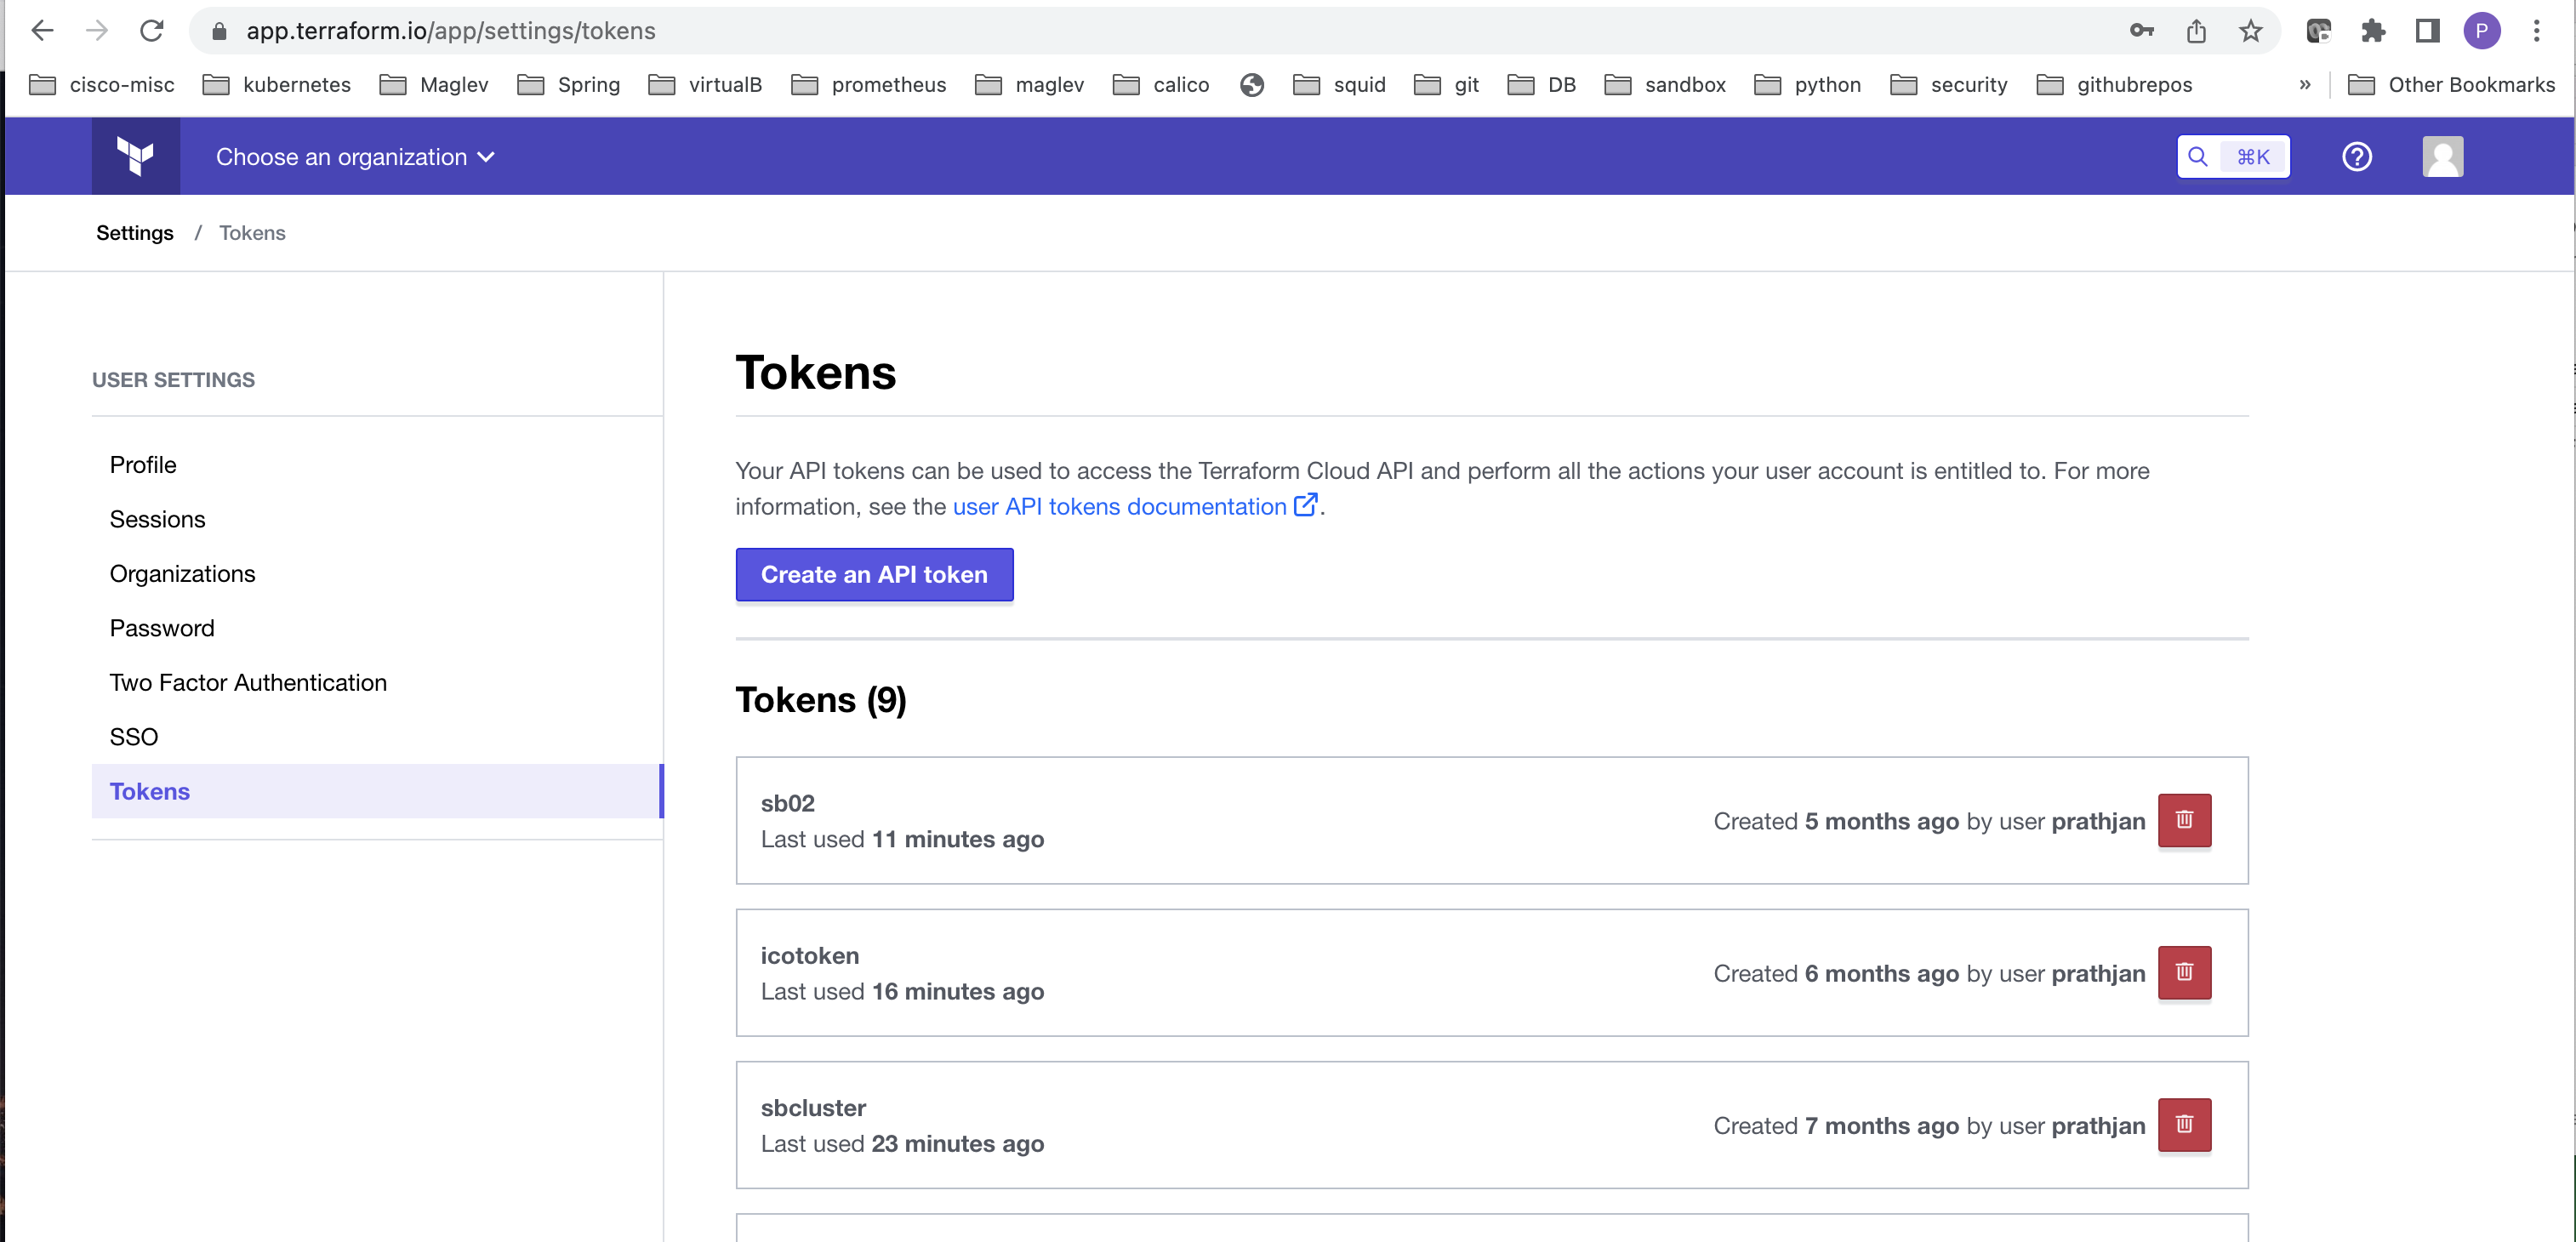 app.terraform.io/app/settings/tokens
P
cisco-misc kubernetes Maglev Spring virtualB prometheus maglev calico squid git DB sandbox python security githubrepos » Other Bookmarks
Choose an organization
⌘K
Settings / Tokens
USER SETTINGS
Profile
Sessions
Organizations
Password
Two Factor Authentication
SSO
Tokens
Tokens
Your API tokens can be used to access the Terraform Cloud API and perform all the actions your user account is entitled to. For more
information, see the user API tokens documentation.
Create an API token
Tokens (9)
sb02
Last used 11 minutes ago
Created 5 months ago by user prathjan
icotoken
Last used 16 minutes ago
Created 6 months ago by user prathjan
sbcluster
Last used 23 minutes ago
Created 7 months ago by user prathjan